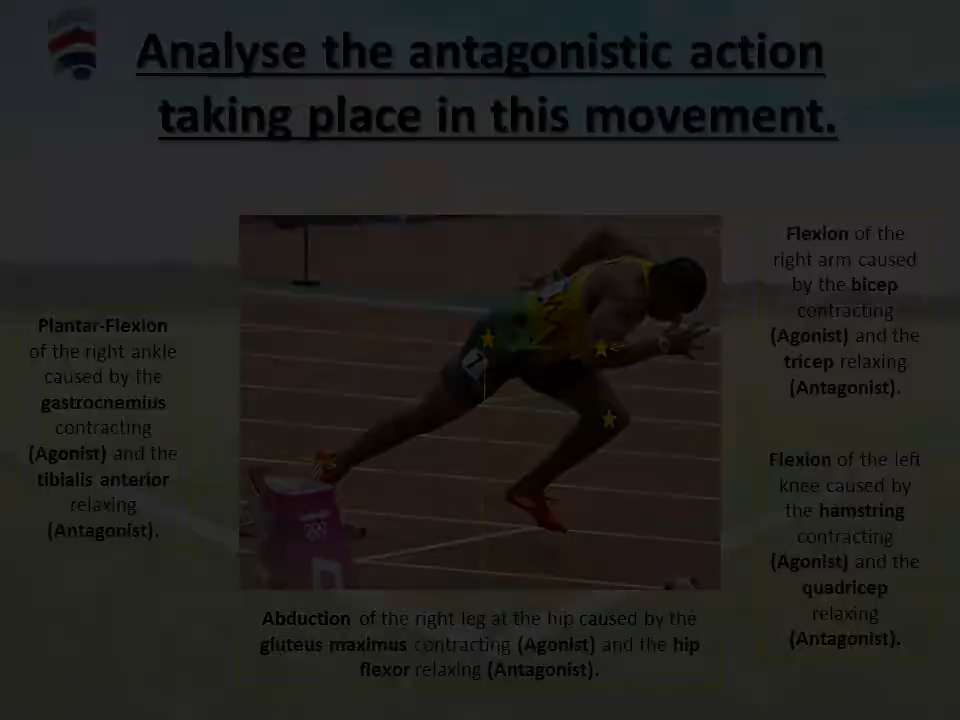 Analyse the antagonistic action
taking place in this movement.
Plantar-Flexion
of the right ankle
caused by the
gastrocnemius
contracting
(Agonist) and the
tibialis anterior
relaxing
(Antagonist).
Flexion of the
right arm caused
by the bicep
contracting
(Agonist) and the
tricep relaxing
(Antagonist).
Flexion of the left
knee caused by
the hamstring
contracting
(Agonist) and the
quadricep
relaxing
(Antagonist).
Abduction of the right leg at the hip caused by the
gluteus maximus contracting (Agonist) and the hip
flexor relaxing (Antagonist).